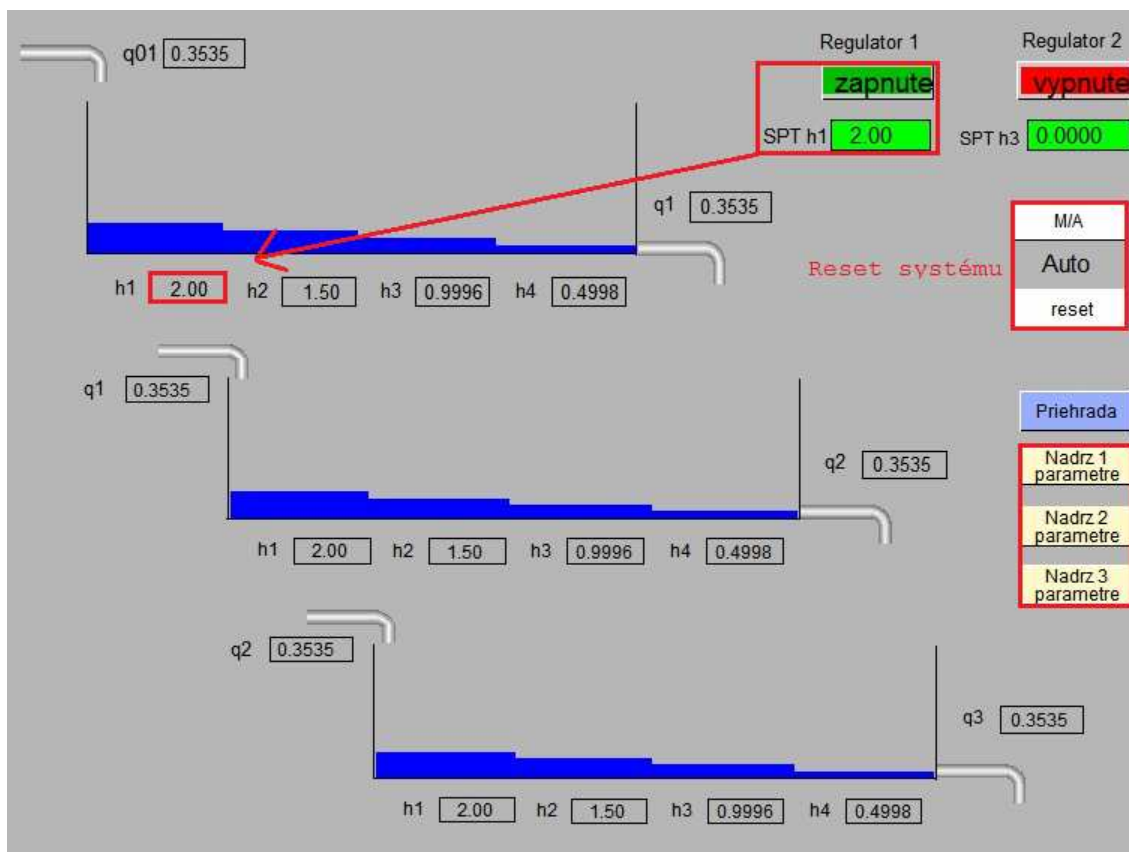 Regulator 1
Regulator 2
q01 0.3535
zapnute
vypnute
SPT h1 2.00
SPT h3 0.0000
q1 0.3535
M/A
Reset systému
Auto
reset
h1 2.00 h2 1.50 h3 0.9996 h4 0.4998
q1 0.3535
Priehrada
q2 0.3535
Nadrz 1
parametre
Nadrz 2
parametre
h1 2.00 h2 1.50 h3 0.9996 h4 0.4998
Nadrz 3
parametre
q2 0.3535
q3 0.3535
h1 2.00 h2 1.50 h3 0.9996 h4 0.4998